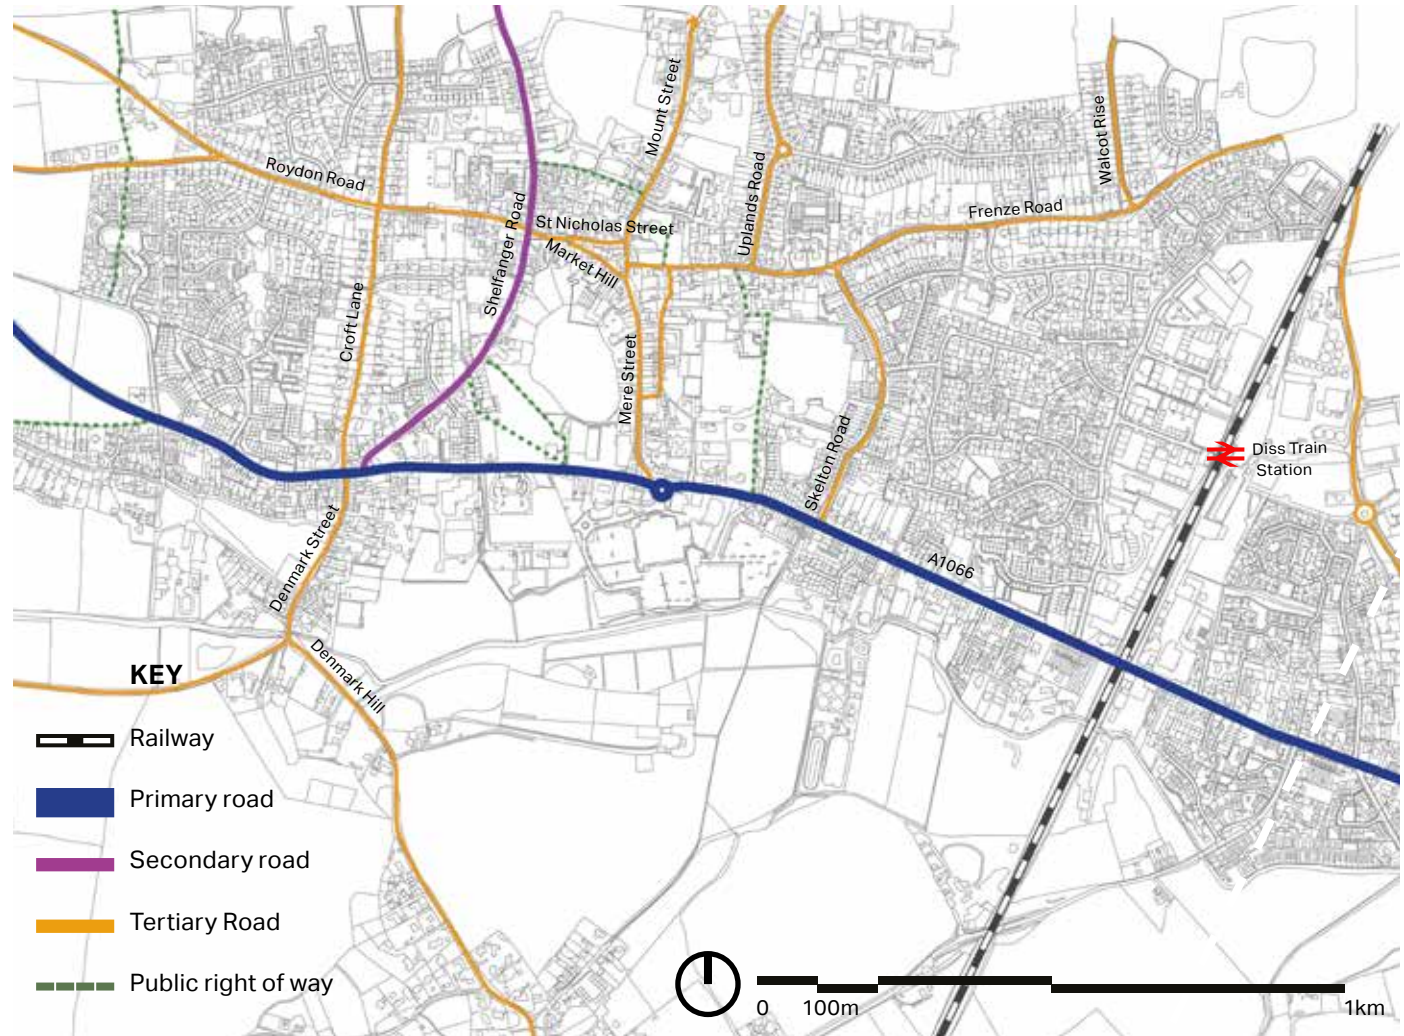 Mount Street
Walcot Rise
Roydon Road
Uplands Road
Frenze Road
St Nicholas Street
Shelfanger Road
Market Hill
Croft Lane
Mere Street
Skelton Road
Diss Train
Station
Denmark Street
A1066
Denmark Hill
KEY
Railway
Primary road
Secondary road
Tertiary Road
Public right of way
0 100m 1km